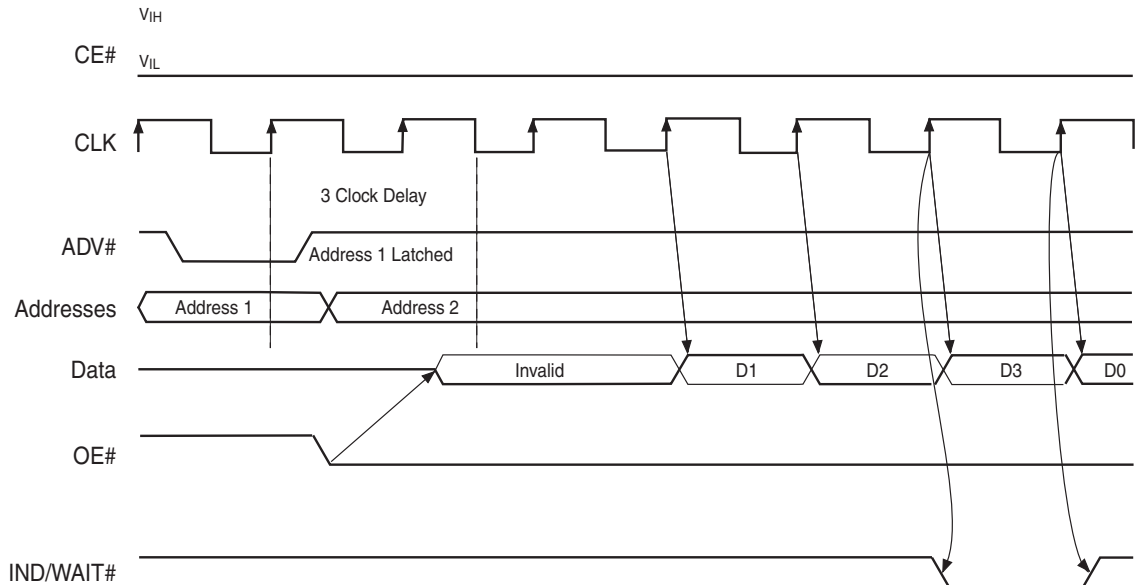 VIH
CE# VIL
CLK
3 Clock Delay
ADV# Address 1 Latched
Addresses Address 1 Address 2
Data Invalid D1 D2 D3 D0
OE#
IND/WAIT#